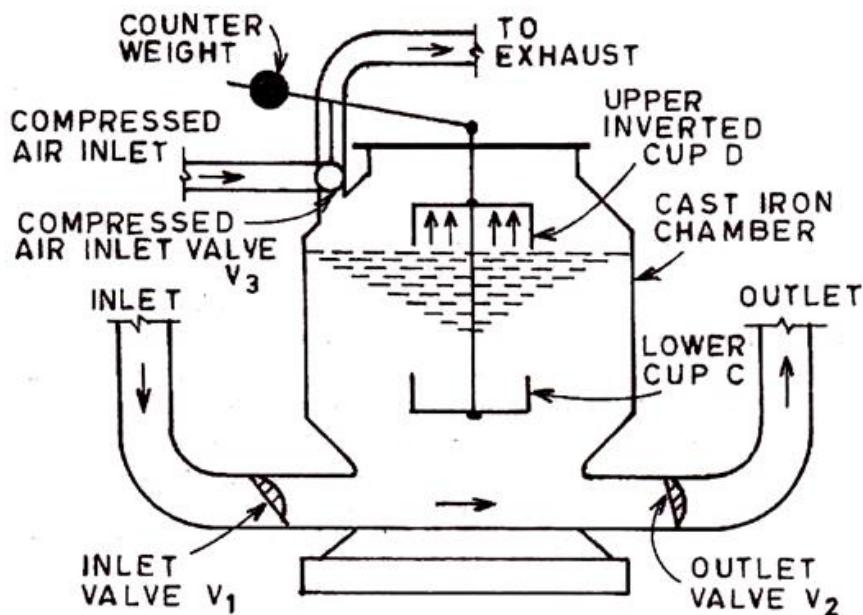 COUNTER
WEIGHT
TO
EXHAUST
COMPRESSED
AIR INLET
UPPER
INVERTED
CUP D
COMPRESSED
AIR INLET VALVE
V3
CAST IRON
CHAMBER
INLET
OUTLET
LOWER
CUP C
INLET
VALVE V1
OUTLET
VALVE V2